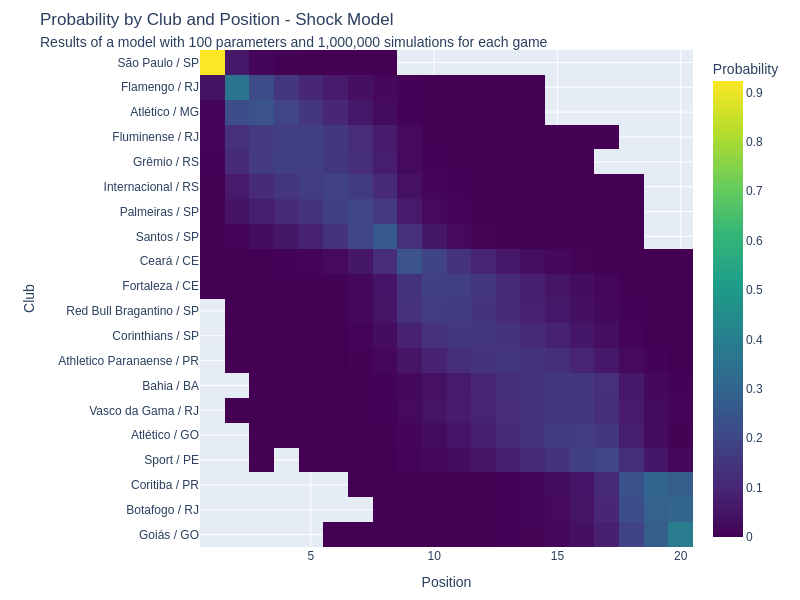 Probability by Club and Position - Shock Model
Results of a model with 100 parameters and 1,000,000 simulations for each game
São Paulo / SP
Flamengo / RJ
Atlético / MG
Fluminense / RJ
Grêmio / RS
Internacional / RS
Palmeiras / SP
Santos / SP
Ceará / CE
Fortaleza / CE
Red Bull Bragantino / SP
Corinthians / SP
Athletico Paranaense / PR
Bahia / BA
Vasco da Gama / RJ
Atlético / GO
Sport / PE
Coritiba / PR
Botafogo / RJ
Goiás / GO
Club
5
10
15
20
Position
Probability
0.9
0.8
0.7
0.6
0.5
0.4
0.3
0.2
0.1
0